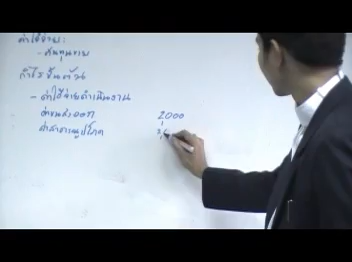 ค่าใช้จ่าย:
- ต้นทุนขาย
กำไรขั้นต้น
- ค่าใช้จ่ายดำเนินงาน
ค่าขนส่งออก 2000
ค่าสาธารณูปโภค